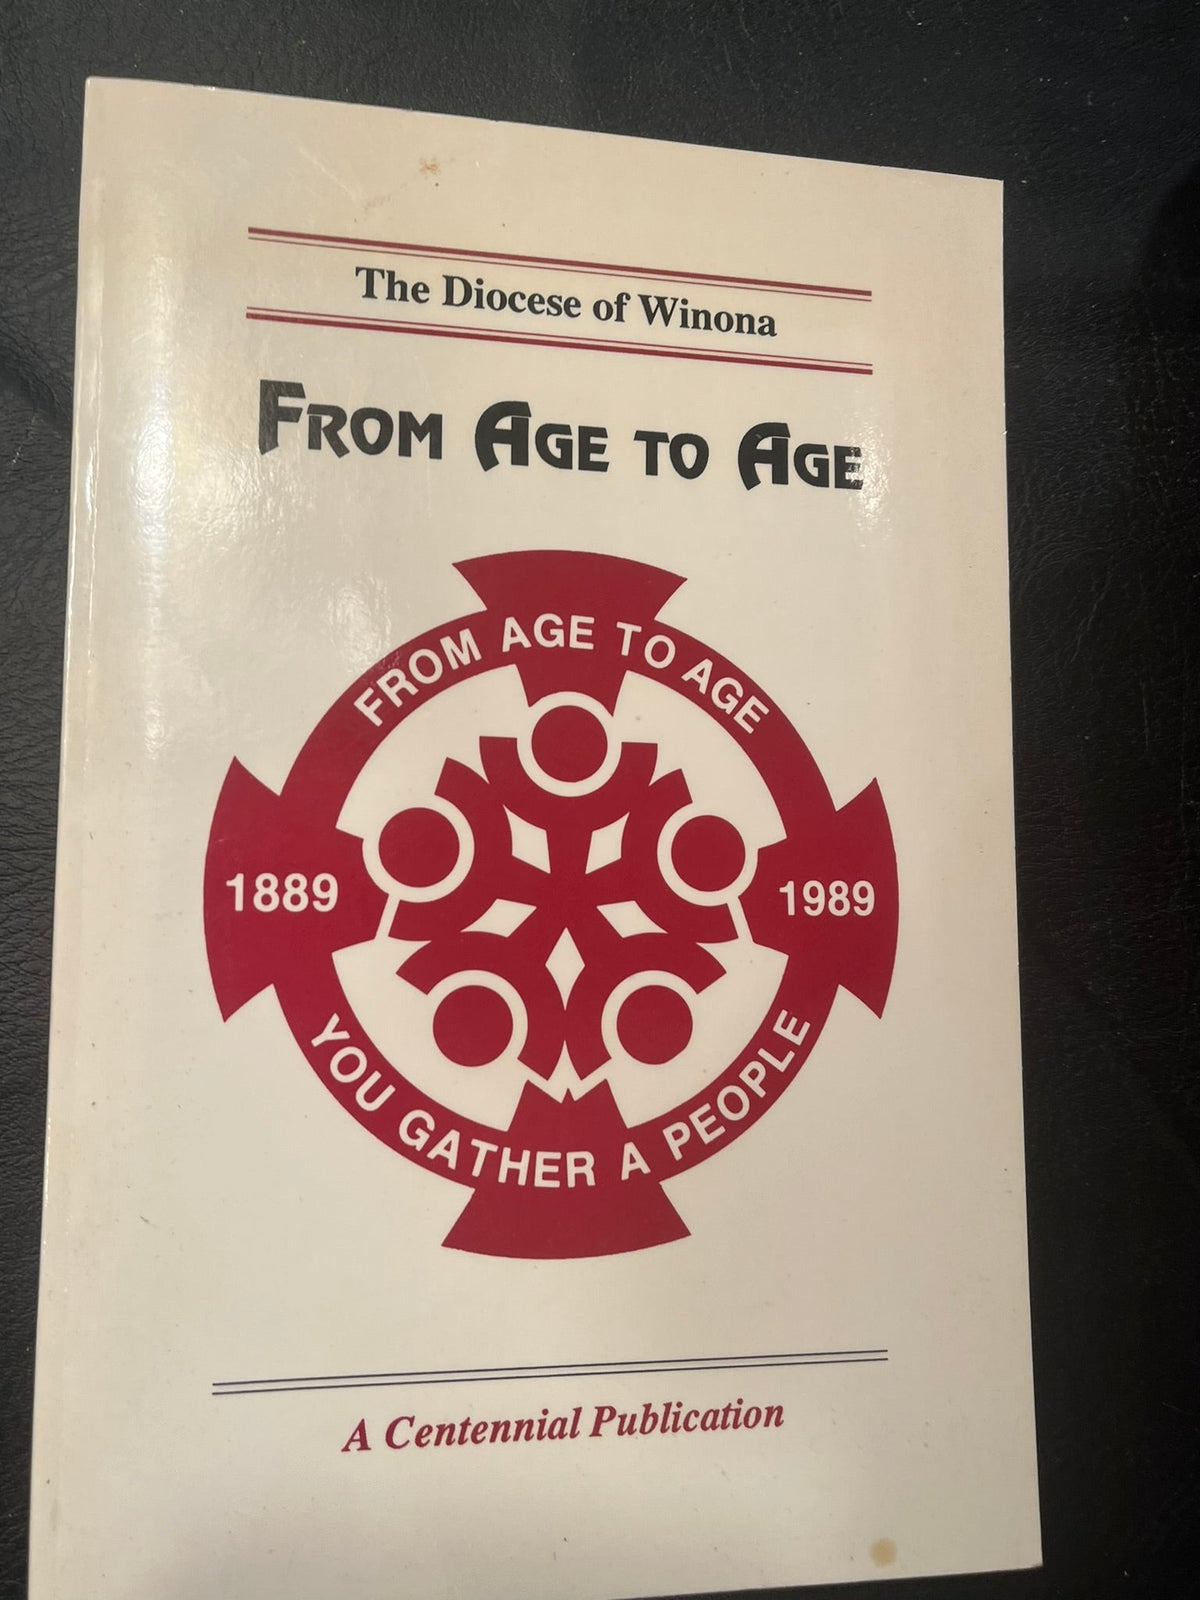 The Diocese of Winona
FROM AGE TO AGE
FROM AGE TO AGE
1889
1989
YOU GATHER A PEOPLE
A Centennial Publication